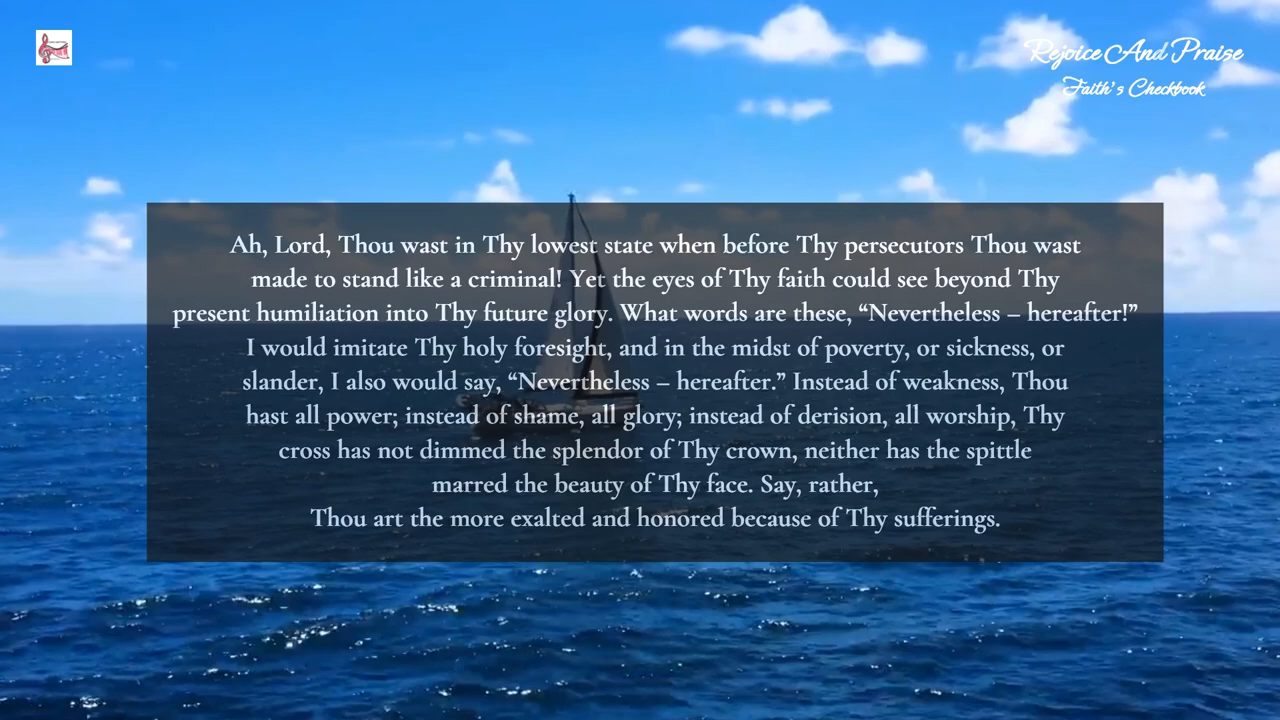 Rejoice And Praise
Faith's Checkbook
Ah, Lord, Thou wast in Thy lowest state when before Thy persecutors Thou wast
made to stand like a criminal! Yet the eyes of Thy faith could see beyond Thy
present humiliation into Thy future glory. What words are these, “Nevertheless – hereafter!”
I would imitate Thy holy foresight, and in the midst of poverty, or sickness, or
slander, I also would say, “Nevertheless – hereafter.” Instead of weakness, Thou
hast all power; instead of shame, all glory; instead of derision, all worship, Thy
cross has not dimmed the splendor of Thy crown, neither has the spittle
marred the beauty of Thy face. Say, rather,
Thou art the more exalted and honored because of Thy sufferings.